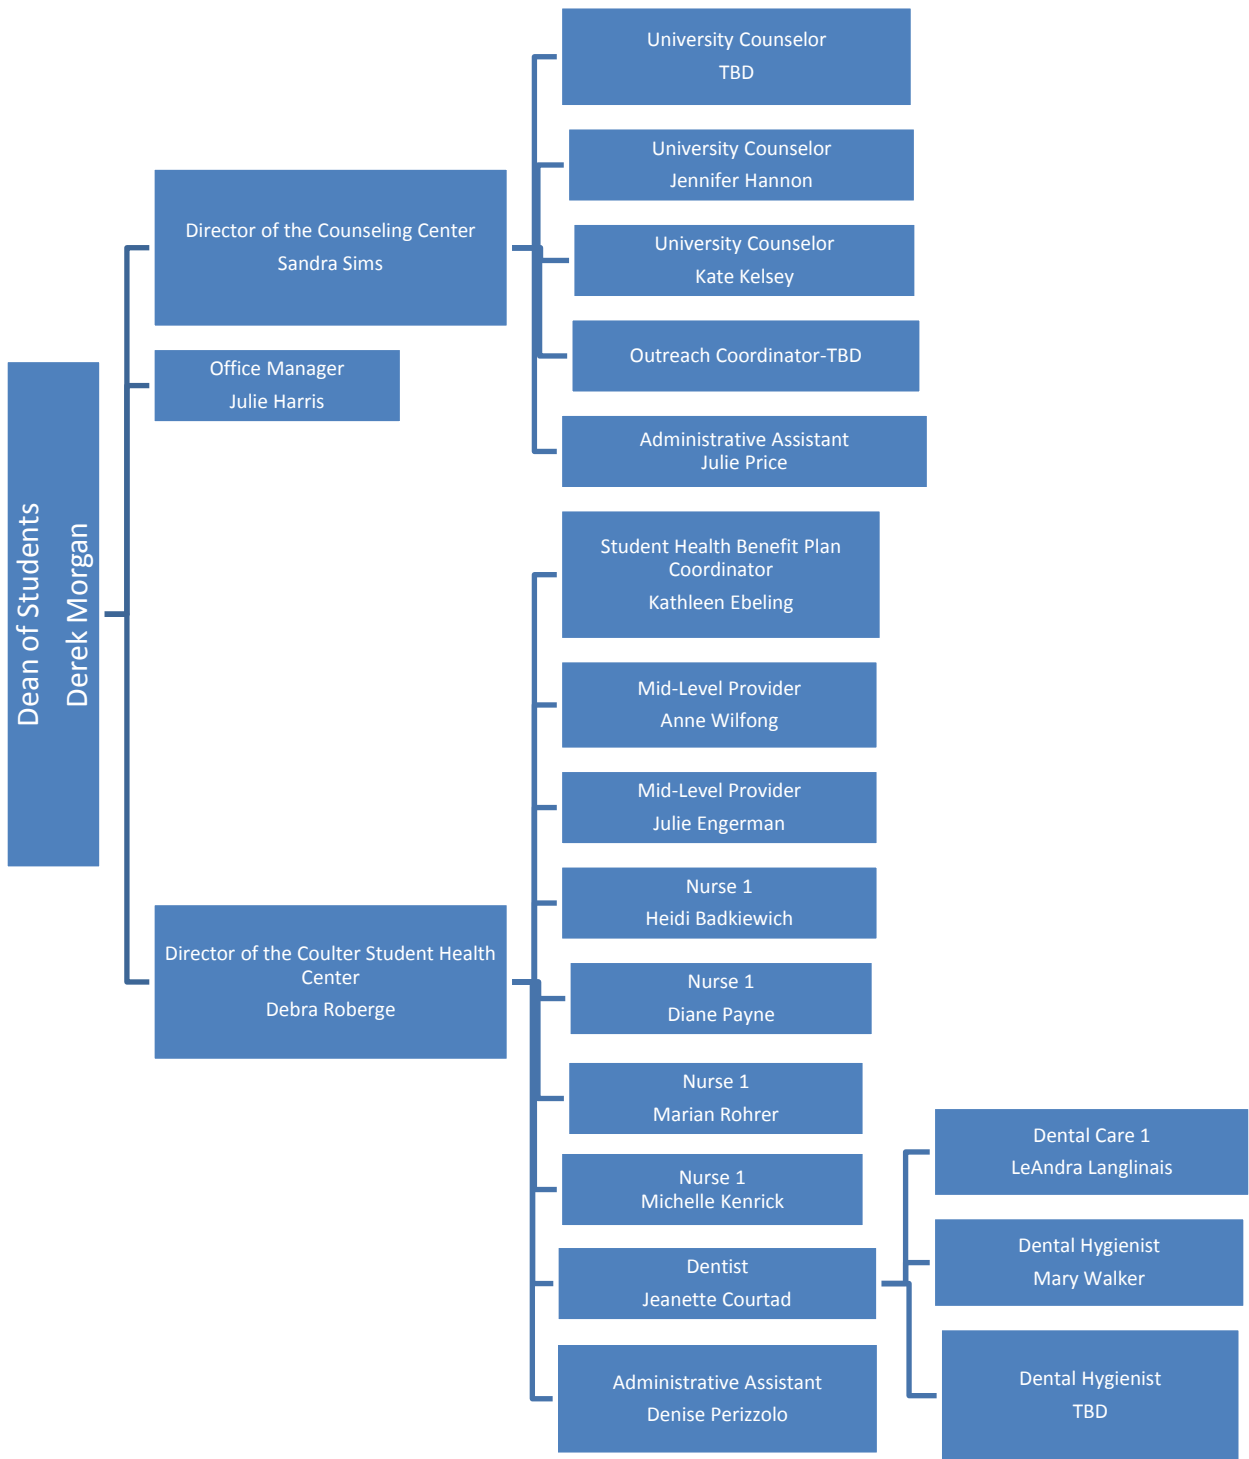 Dean of Students
Derek Morgan
Director of the Counseling Center
Sandra Sims
University Counselor
TBD
University Counselor
Jennifer Hannon
University Counselor
Kate Kelsey
Outreach Coordinator-TBD
Administrative Assistant
Julie Price
Office Manager
Julie Harris
Director of the Coulter Student Health
Center
Debra Roberge
Student Health Benefit Plan
Coordinator
Kathleen Ebeling
Mid-Level Provider
Anne Wilfong
Mid-Level Provider
Julie Engerman
Nurse 1
Heidi Badkiewich
Nurse 1
Diane Payne
Nurse 1
Marian Rohrer
Nurse 1
Michelle Kenrick
Dentist
Jeanette Courtad
Dental Care 1
LeAndra Langlinais
Dental Hygienist
Mary Walker
Dental Hygienist
TBD
Administrative Assistant
Denise Perizzolo